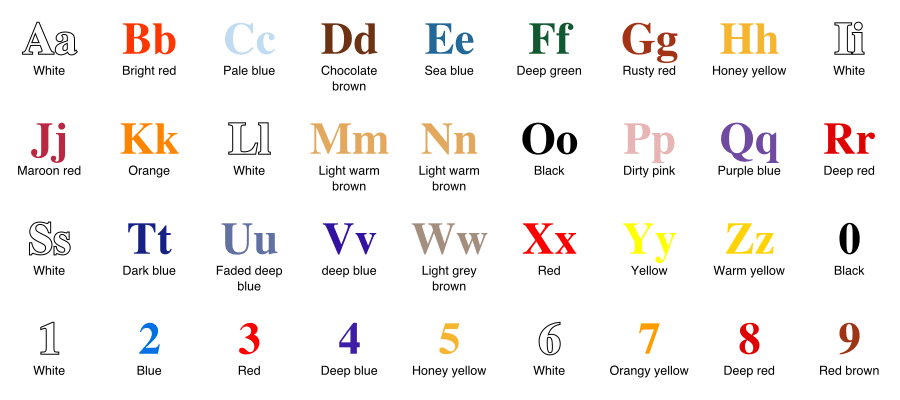 Aa Bb Cc Dd Ee Ff Gg Hh Ii
White Bright red Pale blue Chocolate brown Sea blue Deep green Rusty red Honey yellow White
Jj Kk Ll Mm Nn Oo Pp Qq Rr
Maroon red Orange White Light warm brown Light warm brown Black Dirty pink Purple blue Deep red
Ss Tt Uu Vv Ww Xx Yy Zz 0
White Dark blue Faded deep blue deep blue Light grey brown Red Yellow Warm yellow Black
1 2 3 4 5 6 7 8 9
White Blue Red Deep blue Honey yellow White Orangy yellow Deep red Red brown